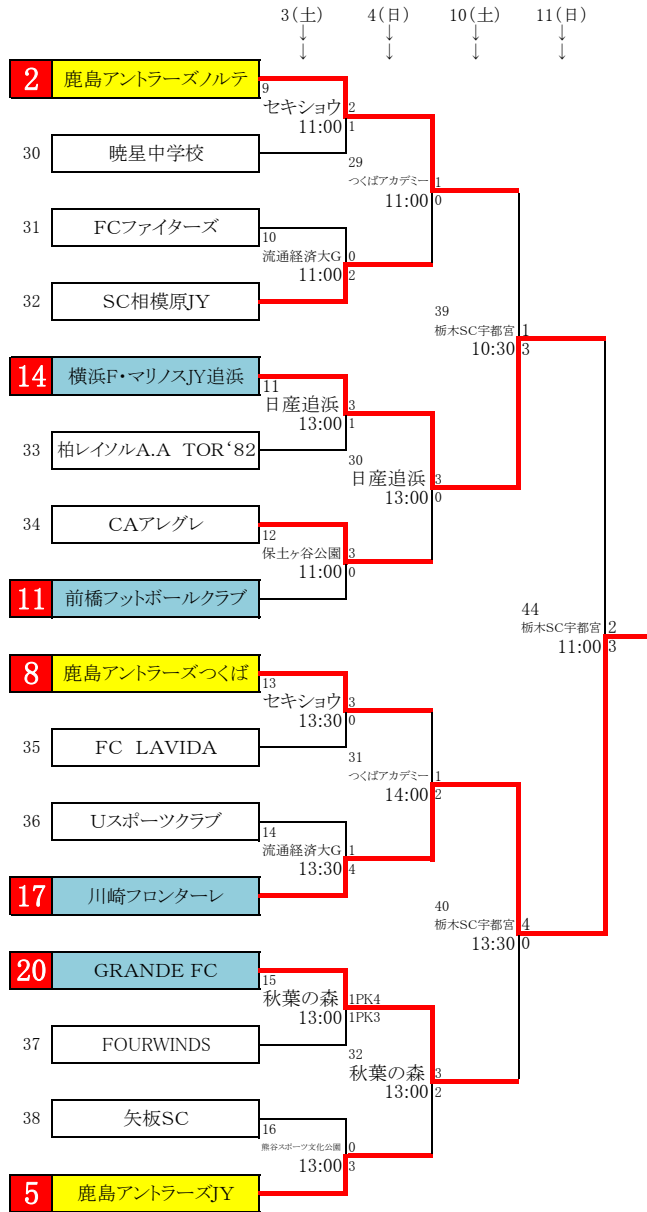 3(土) 4(日) 10(土) 11(日)
↓ ↓ ↓ ↓
↓ ↓ ↓ ↓
2 鹿島アントラーズノルテ
9
セキショウ 2
11:00 1
30 暁星中学校
29
つくばアカデミー 1
11:00 0
31 FCファイターズ
10
流通経済大G 0
11:00 2
32 SC相模原JY
39
栃木SC宇都宮 1
10:30 3
14 横浜F・マリノスJY追浜
11
日産追浜 3
13:00 1
33 柏レイソルA.A TOR‘82
30
日産追浜 3
13:00 0
34 CAアレグレ
12
保土ヶ谷公園 3
11:00 0
11 前橋フットボールクラブ
44
栃木SC宇都宮 2
11:00 3
8 鹿島アントラーズつくば
13
セキショウ 3
13:30 0
35 FC LAVIDA
31
つくばアカデミー 1
14:00 2
36 Uスポーツクラブ
14
流通経済大G 1
13:30 4
17 川崎フロンターレ
40
栃木SC宇都宮 4
13:30 0
20 GRANDE FC
15
秋葉の森 1PK4
13:00 1PK3
37 FOURWINDS
32
秋葉の森 3
13:00 2
38 矢板SC
16
熊谷スポーツ文化公園 0
13:00 3
5 鹿島アントラーズJY